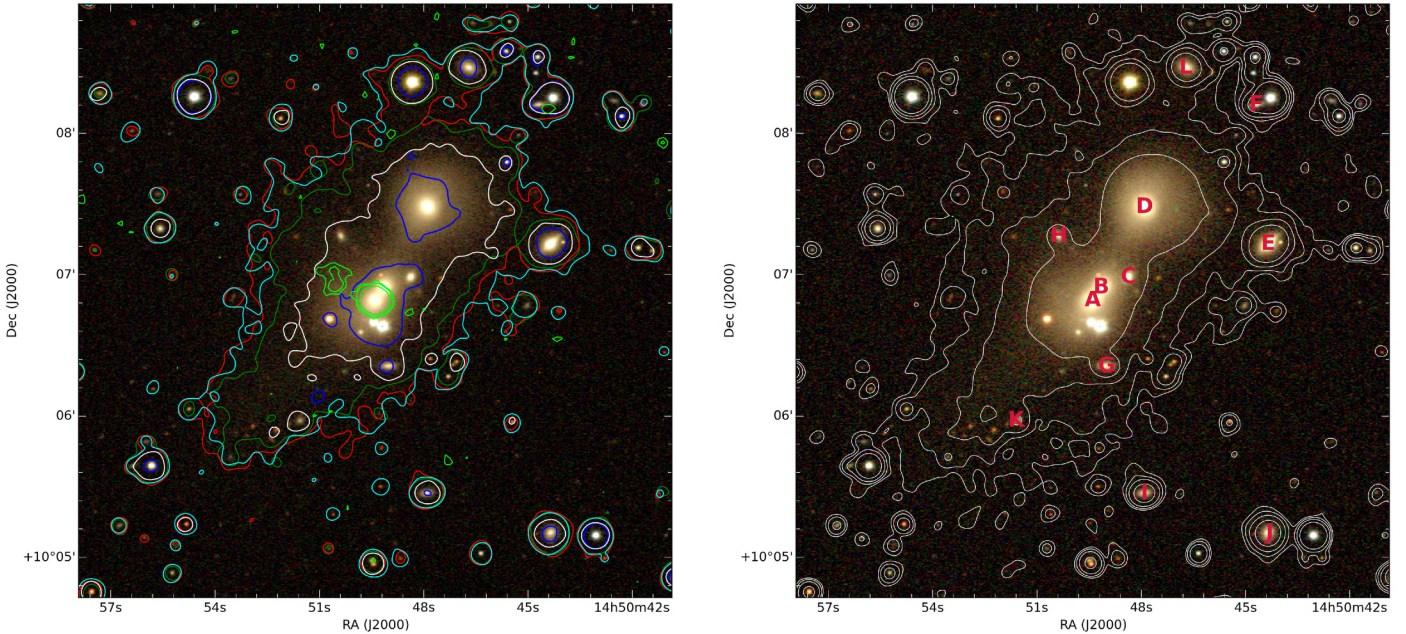 Dec (J2000)
08'
07'
06'
+10°05'
57s 54s 51s 48s 45s 14h50m42s
RA (J2000)
Dec (J2000)
08'
07'
06'
+10°05'
57s 54s 51s 48s 45s 14h50m42s
RA (J2000)
L
F
D
H
E
C
B
A
G
K
I
J